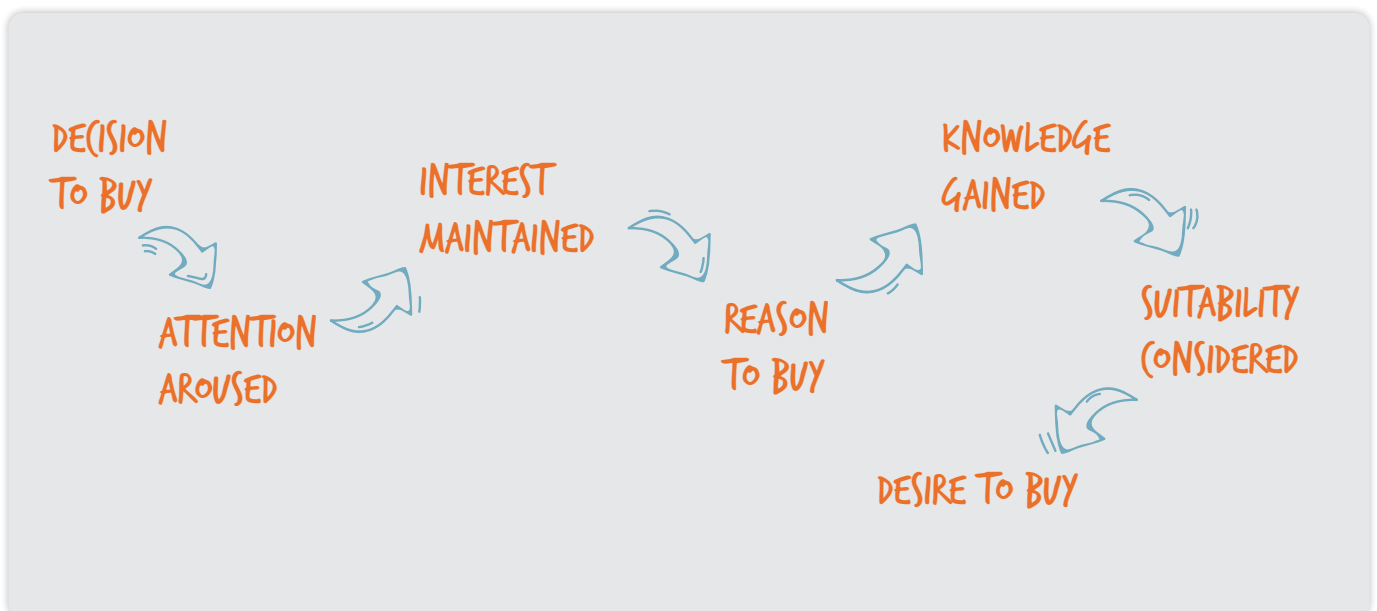 DECISION
TO BUY
ATTENTION
AROUSED
INTEREST
MAINTAINED
REASON
TO BUY
KNOWLEDGE
GAINED
SUITABILITY
CONSIDERED
DESIRE TO BUY